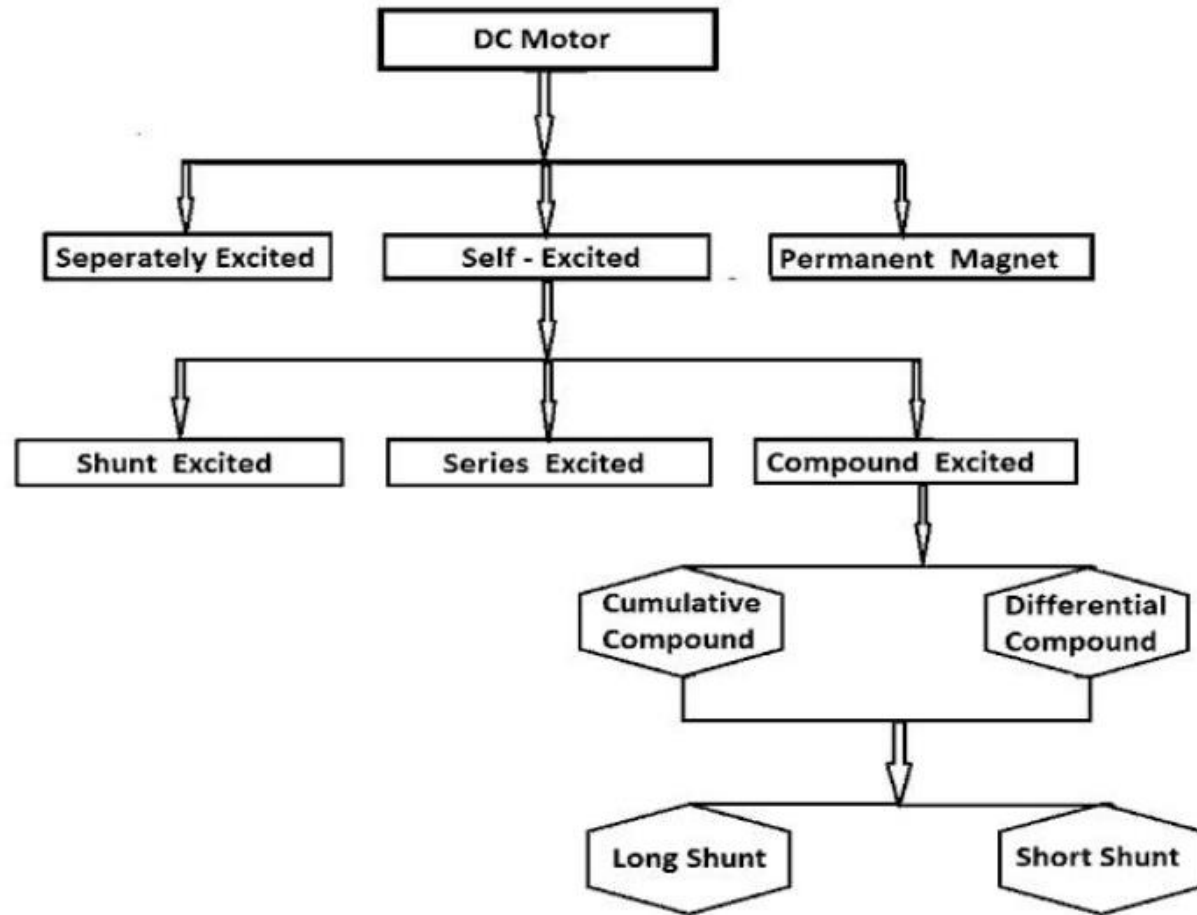 DC Motor
Seperately Excited
Self - Excited
Permanent Magnet
Shunt Excited
Series Excited
Compound Excited
Cumulative
Compound
Differential
Compound
Long Shunt
Short Shunt